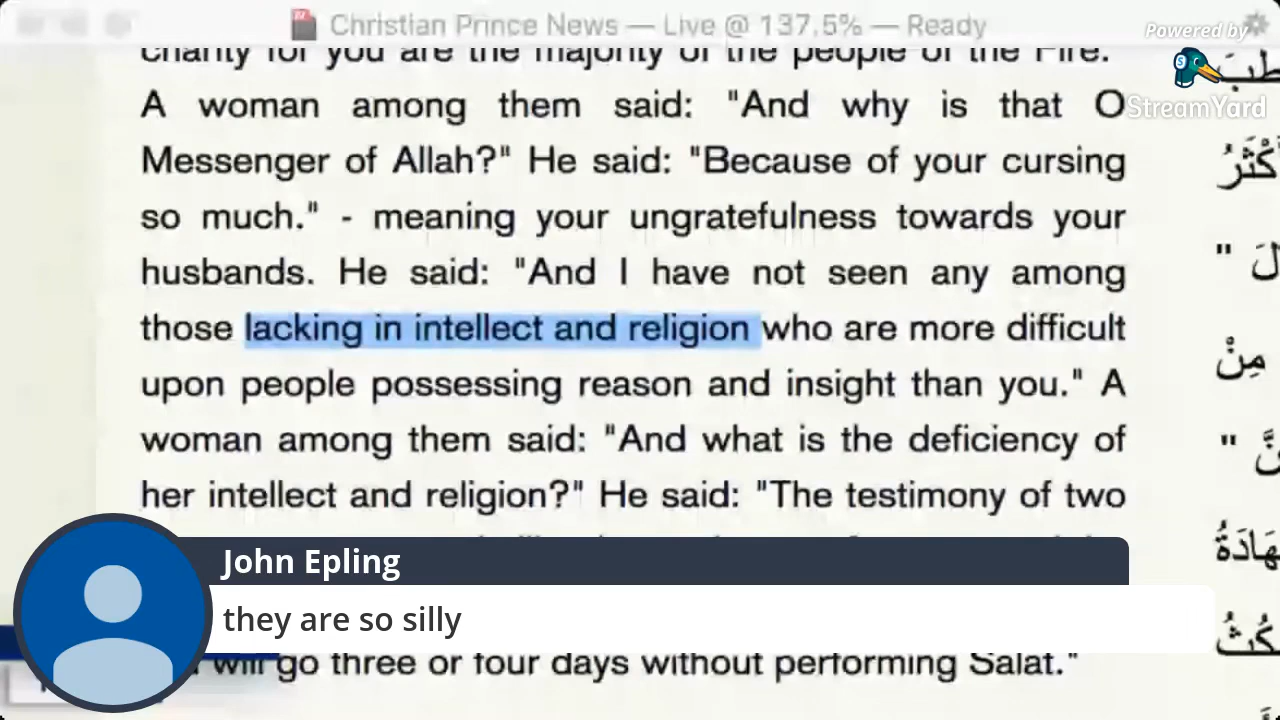 Christian Prince News — Live @ 137.5% — Ready
Powered by
StreamYard
charity for you are the majority of the people of the Fire."
A woman among them said: "And why is that O
Messenger of Allah?" He said: "Because of your cursing
so much." - meaning your ungratefulness towards your
husbands. He said: "And I have not seen any among
those lacking in intellect and religion who are more difficult
upon people possessing reason and insight than you." A
woman among them said: "And what is the deficiency of
her intellect and religion?" He said: "The testimony of two
John Epling
they are so silly
will go three or four days without performing Salat."
مِنْ